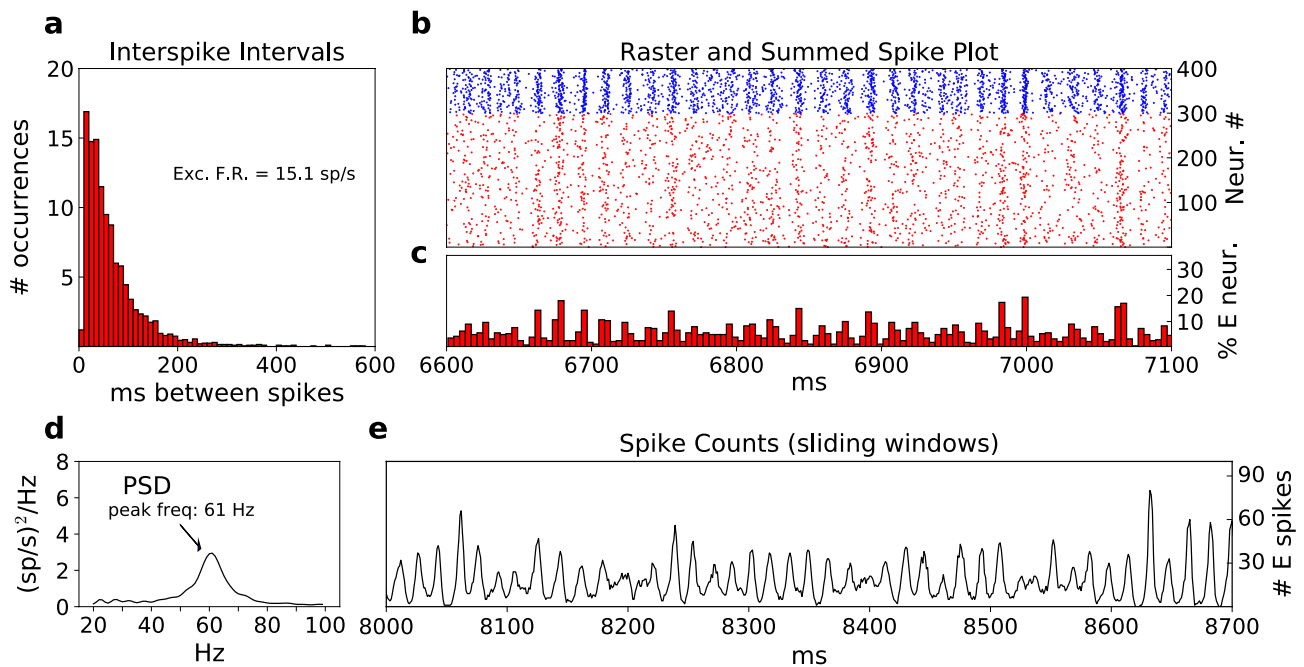 a
Interspike Intervals
20
15
10
5
# occurrences
Exc. F.R. = 15.1 sp/s
0 200 400 600
ms between spikes
b
Raster and Summed Spike Plot
400
300
200
100
Neur. #
c
30
20
10
% E neur.
6600 6700 6800 6900 7000 7100
ms
d
8
6
4
2
0
(sp/s)²/Hz
PSD
peak freq: 61 Hz
20 40 60 80 100
Hz
e
Spike Counts (sliding windows)
90
60
30
# E spikes
8000 8100 8200 8300 8400 8500 8600 8700
ms